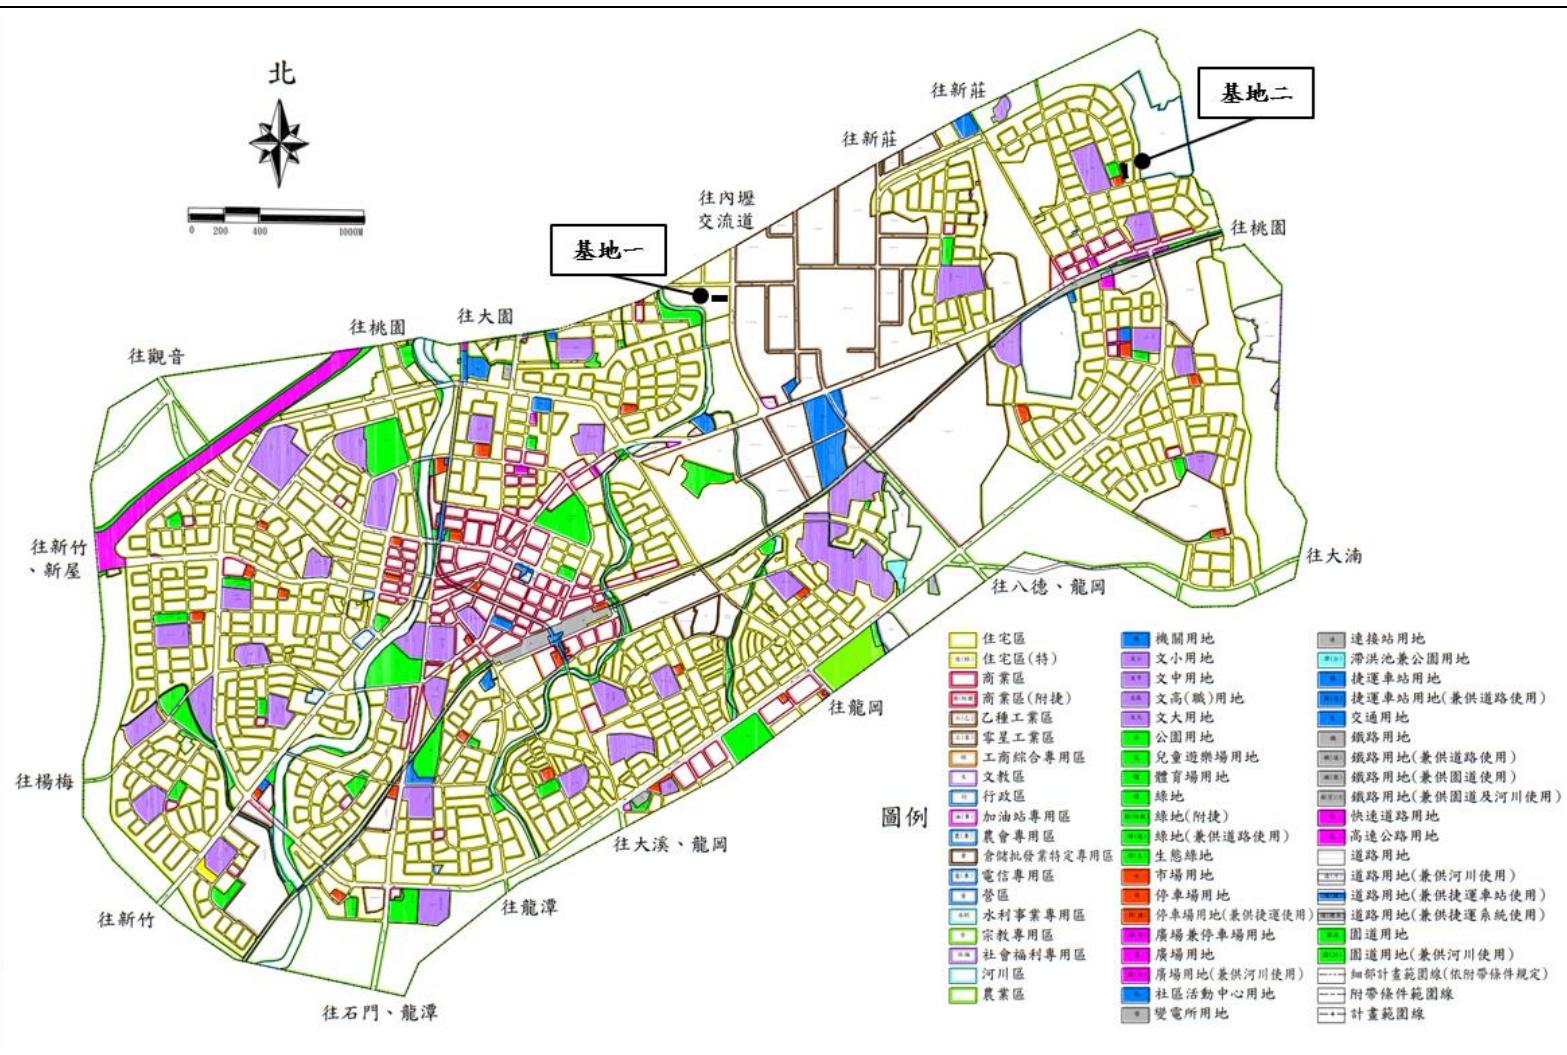 北
0 200 400 1000M
基地一
基地二
往新莊
往新莊
往內壢
交流道
往桃園
往大園
往桃園
往觀音
往新竹
、新屋
往大湳
往八德、龍岡
往龍岡
往楊梅
往大溪、龍岡
往龍潭
往新竹
往石門、龍潭
圖例
住宅區
住宅區(特)
商業區
商業區(附捷)
乙種工業區
零星工業區
工商綜合專用區
文教區
行政區
加油站專用區
農會專用區
倉儲批發業特定專用區
電信專用區
營區
水利事業專用區
宗教專用區
社會福利專用區
河川區
農業區
機關用地
文小用地
文中用地
文高(職)用地
文大用地
公園用地
兒童遊樂場用地
體育場用地
綠地
綠地(附捷)
綠地(兼供道路使用)
生態綠地
市場用地
停車場用地
停車場用地(兼供捷運使用)
廣場兼停車場用地
廣場用地
廣場用地(兼供河川使用)
社區活動中心用地
變電所用地
連接站用地
滯洪池兼公園用地
捷運車站用地
捷運車站用地(兼供道路使用)
交通用地
鐵路用地
鐵路用地(兼供道路使用)
鐵路用地(兼供園道使用)
鐵路用地(兼供園道及河川使用)
快速道路用地
高速公路用地
道路用地
道路用地(兼供河川使用)
道路用地(兼供捷運車站使用)
道路用地(兼供捷運系統使用)
園道用地
園道用地(兼供河川使用)
細部計畫範圍線(依附帶條件規定)
附帶條件範圍線
計畫範圍線